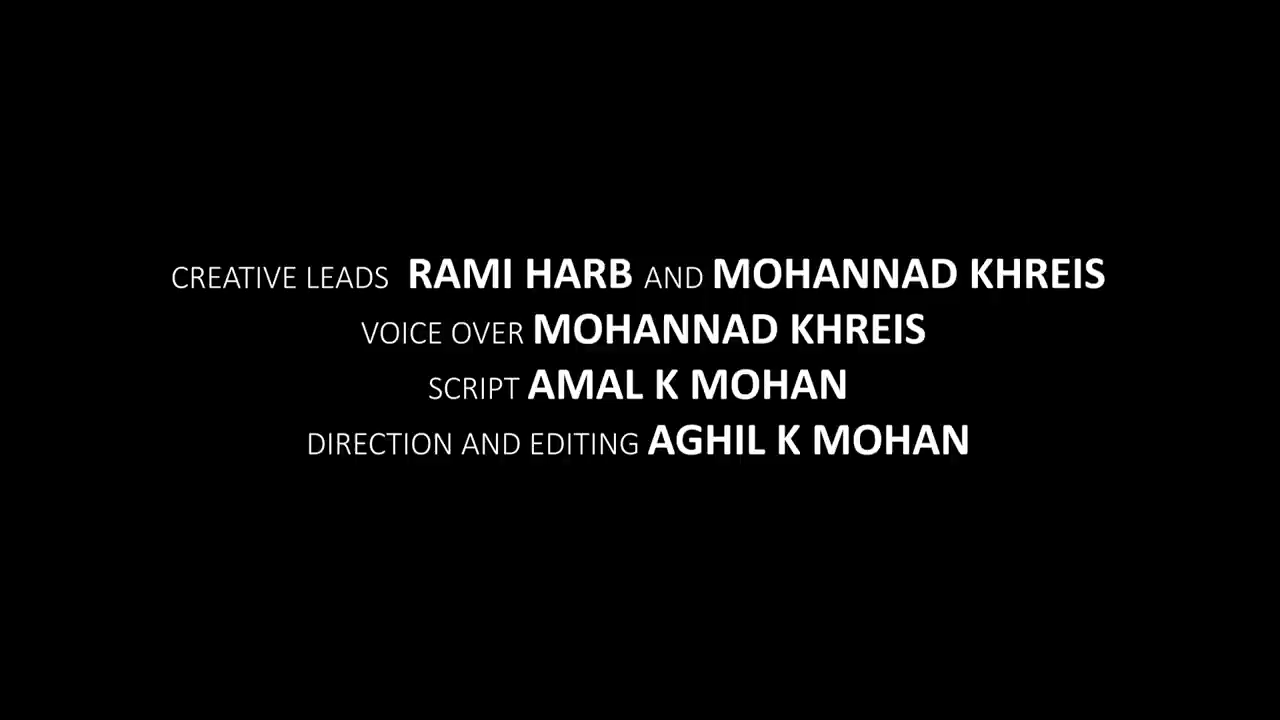 CREATIVE LEADS RAMI HARB AND MOHANNAD KHREIS
VOICE OVER MOHANNAD KHREIS
SCRIPT AMAL K MOHAN
DIRECTION AND EDITING AGHIL K MOHAN